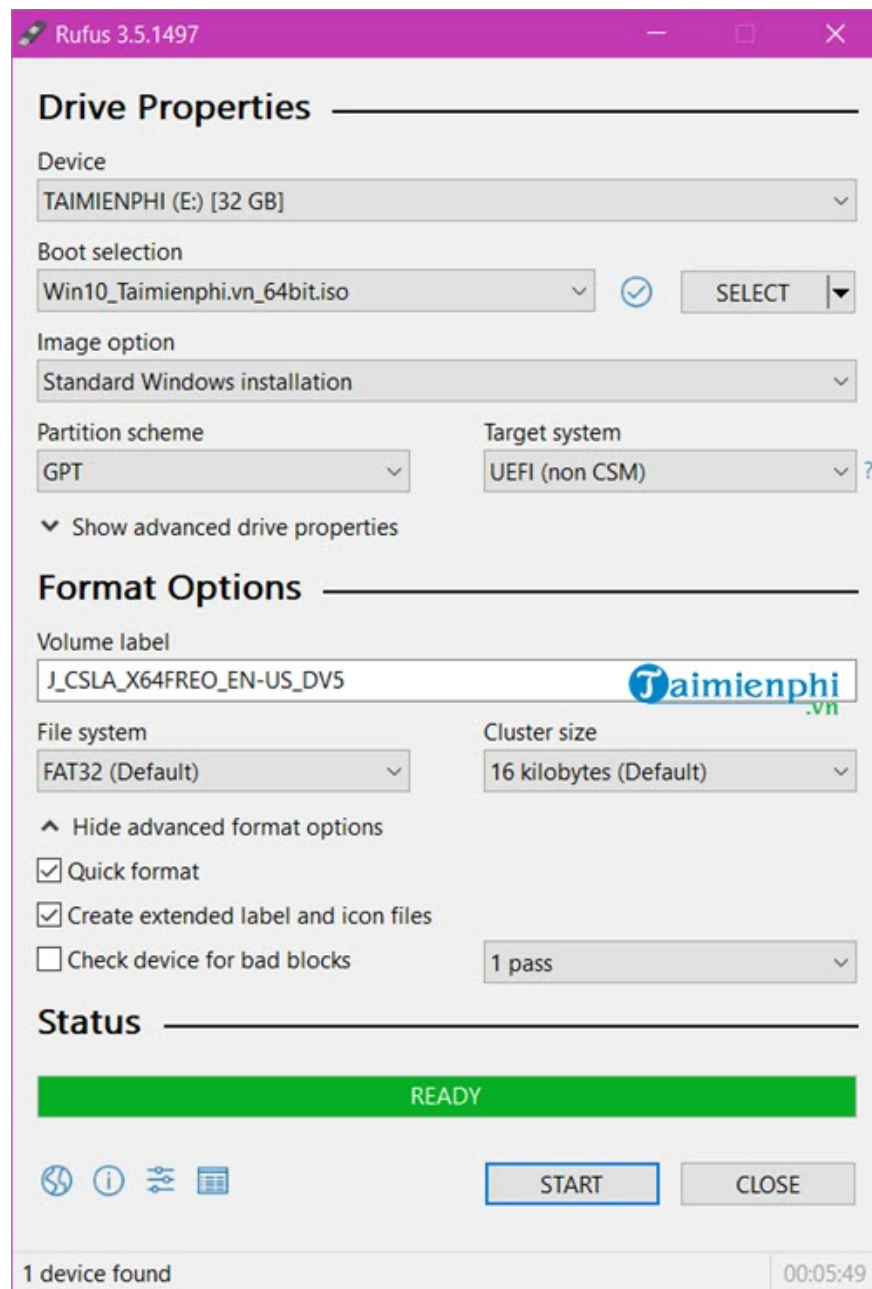 Rufus 3.5.1497
Drive Properties
Device
TAIMIENPHI (E:) [32 GB]
Boot selection
Win10_Taimienphi.vn_64bit.iso
SELECT
Image option
Standard Windows installation
Partition scheme
Target system
GPT
UEFI (non CSM)
?
Show advanced drive properties
Format Options
Volume label
J_CSLA_X64FREO_EN-US_DV5
Taimienphi
.vn
File system
Cluster size
FAT32 (Default)
16 kilobytes (Default)
Hide advanced format options
Quick format
Create extended label and icon files
Check device for bad blocks
1 pass
Status
READY
START
CLOSE
1 device found
00:05:49